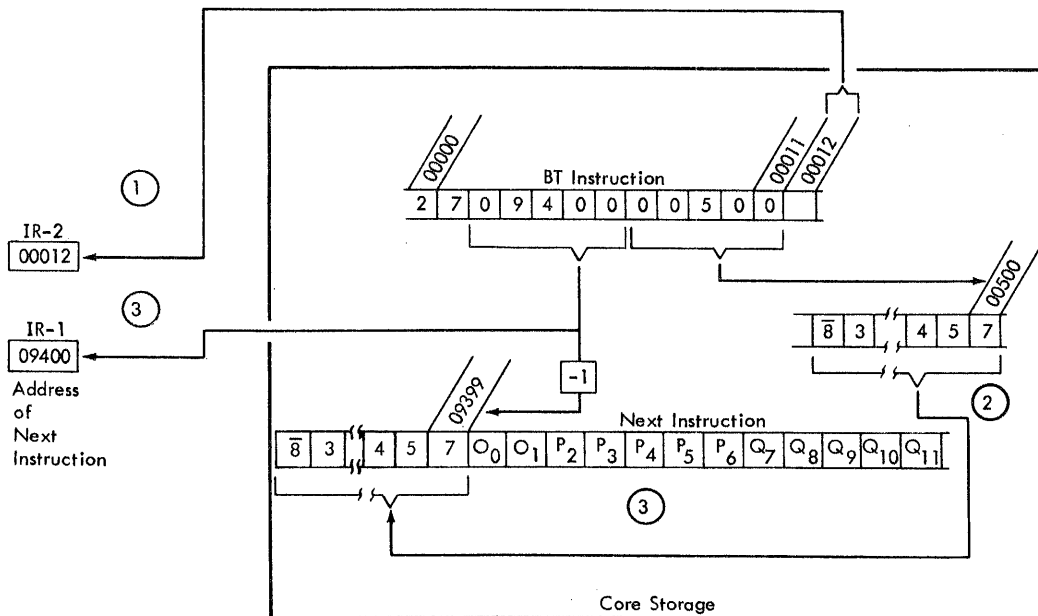 00000
00011
00012
BT Instruction
2 7 0 9 4 0 0 0 0 5 0 0
1
IR-2
00012
3
IR-1
09400
Address
of
Next
Instruction
00500
8̅ 3 4 5 7
2
-1
09399
Next Instruction
8̅ 3 4 5 7 O0 O1 P2 P3 P4 P5 P6 Q7 Q8 Q9 Q10 Q11
3
Core Storage